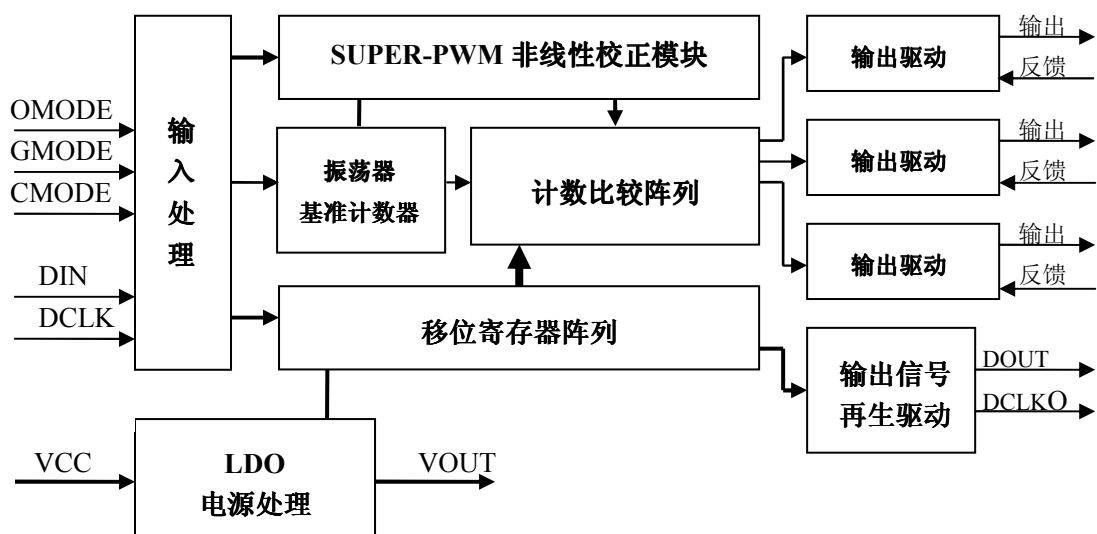 SUPER-PWM 非线性校正模块
输出驱动
输出
反馈
OMODE
GMODE
CMODE
DIN
DCLK
输
入
处
理
振荡器
基准计数器
计数比较阵列
输出驱动
输出
反馈
输出驱动
输出
反馈
移位寄存器阵列
输出信号
再生驱动
DOUT
DCLKO
VCC
LDO
电源处理
VOUT